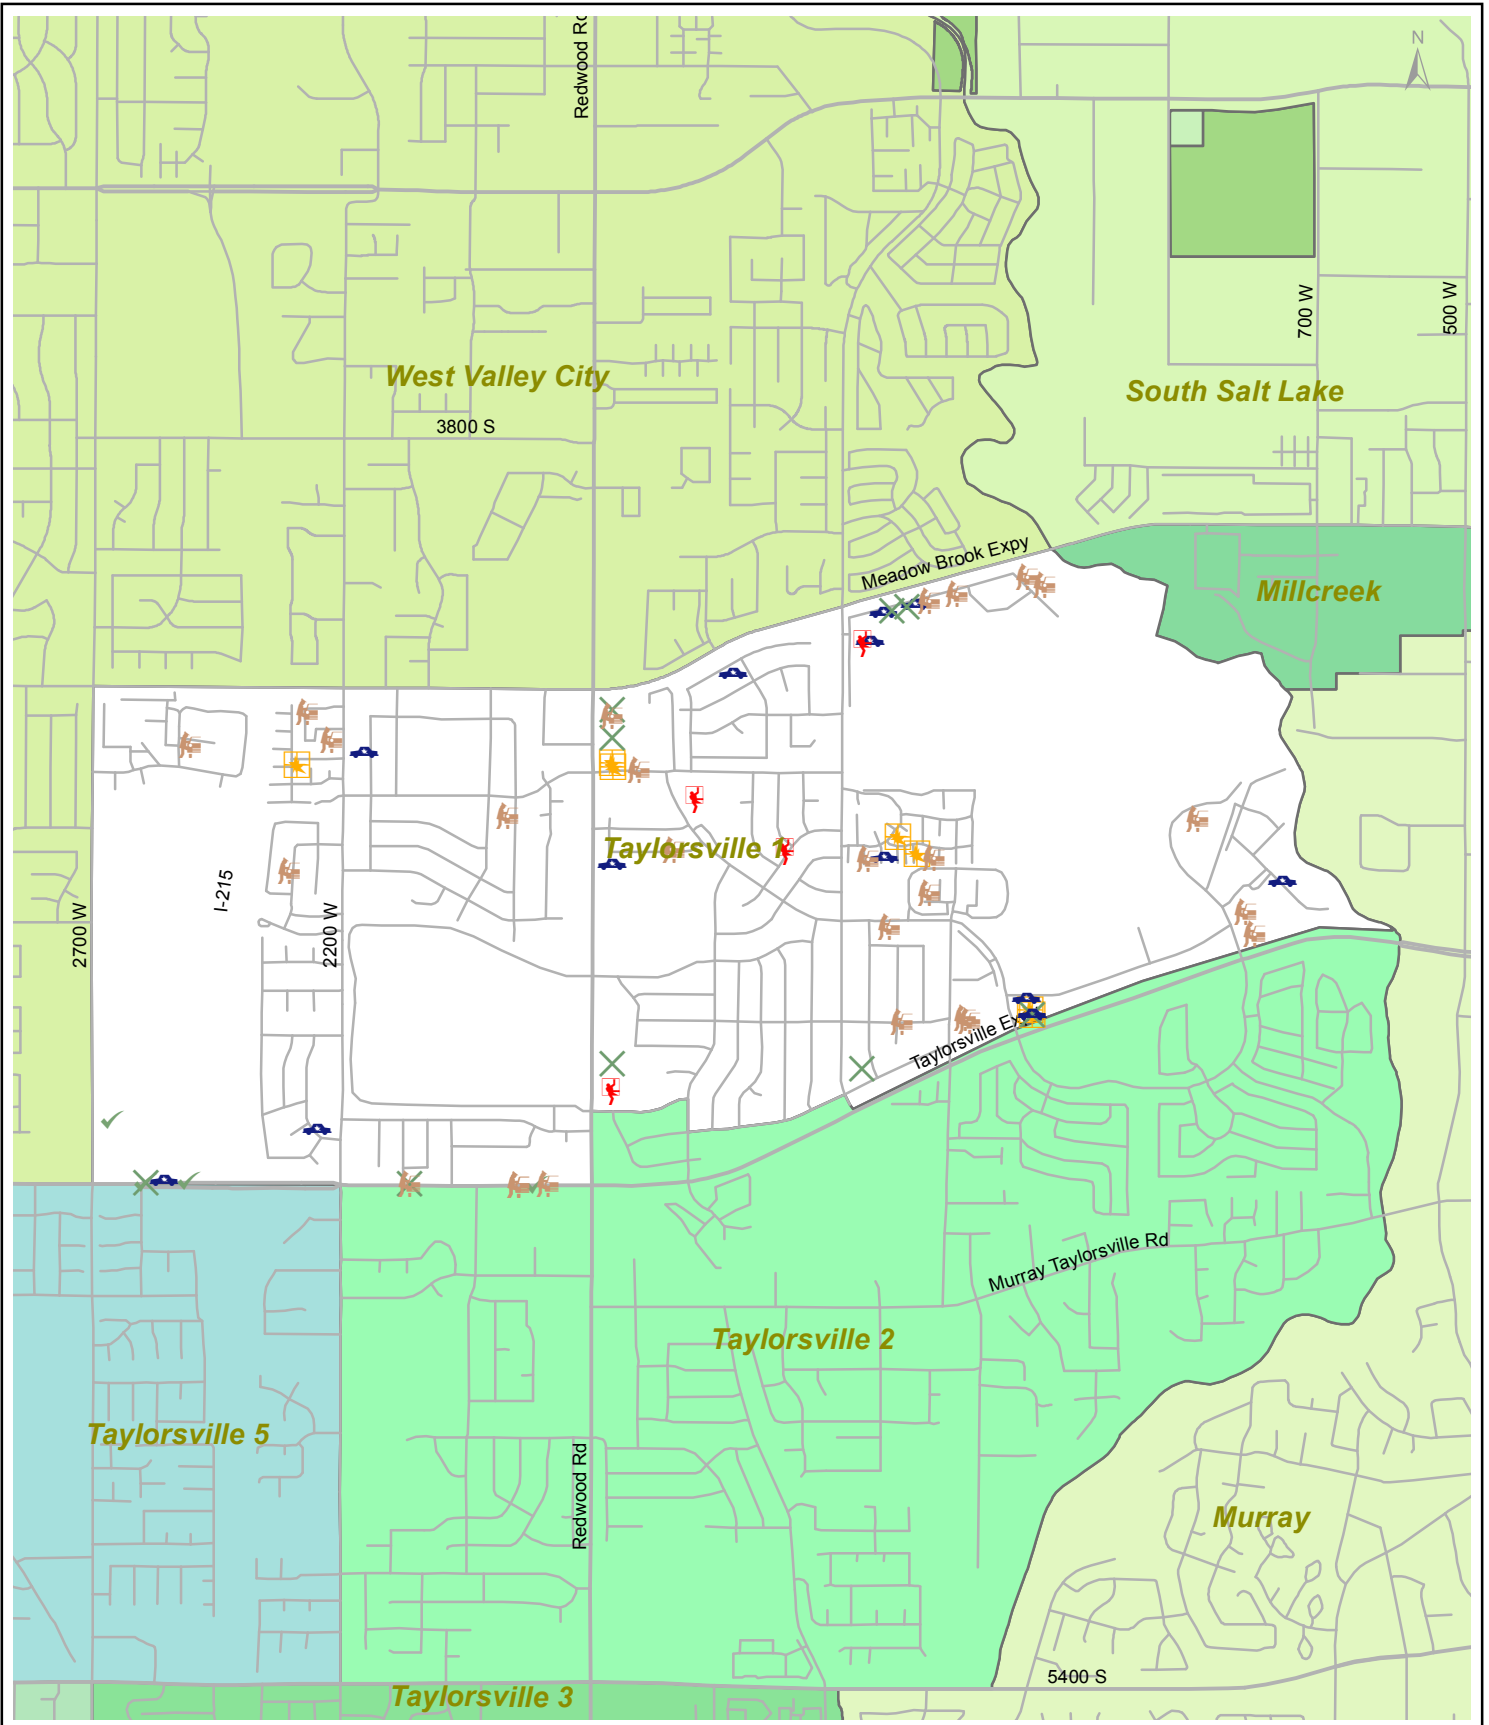 Redwood Rd
N
700 W
500 W
West Valley City
South Salt Lake
3800 S
Meadow Brook Expy
Millcreek
Taylorsville 1
I-215
2700 W
2200 W
Taylorsville Ex
Murray Taylorsville Rd
Taylorsville 2
Taylorsville 5
Redwood Rd
Murray
5400 S
Taylorsville 3